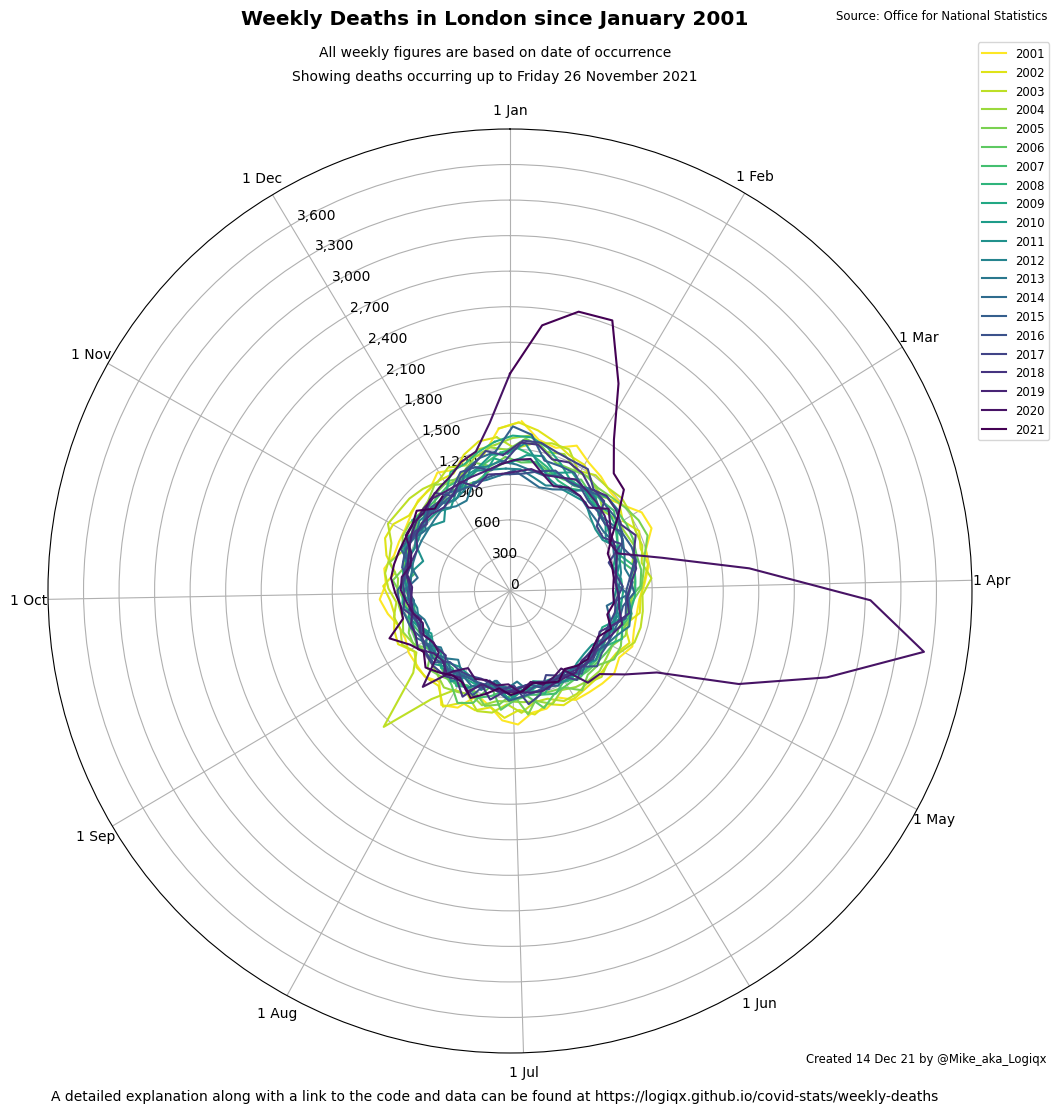 Weekly Deaths in London since January 2001
Source: Office for National Statistics
All weekly figures are based on date of occurrence
Showing deaths occurring up to Friday 26 November 2021
2001
2002
2003
2004
2005
2006
2007
2008
2009
2010
2011
2012
2013
2014
2015
2016
2017
2018
2019
2020
2021
1 Jan
1 Feb
1 Mar
1 Apr
1 May
1 Jun
1 Jul
1 Aug
1 Sep
1 Oct
1 Nov
1 Dec
3,600
3,300
3,000
2,700
2,400
2,100
1,800
1,500
1,200
900
600
300
0
Created 14 Dec 21 by @Mike_aka_Logiqx
A detailed explanation along with a link to the code and data can be found at https://logiqx.github.io/covid-stats/weekly-deaths